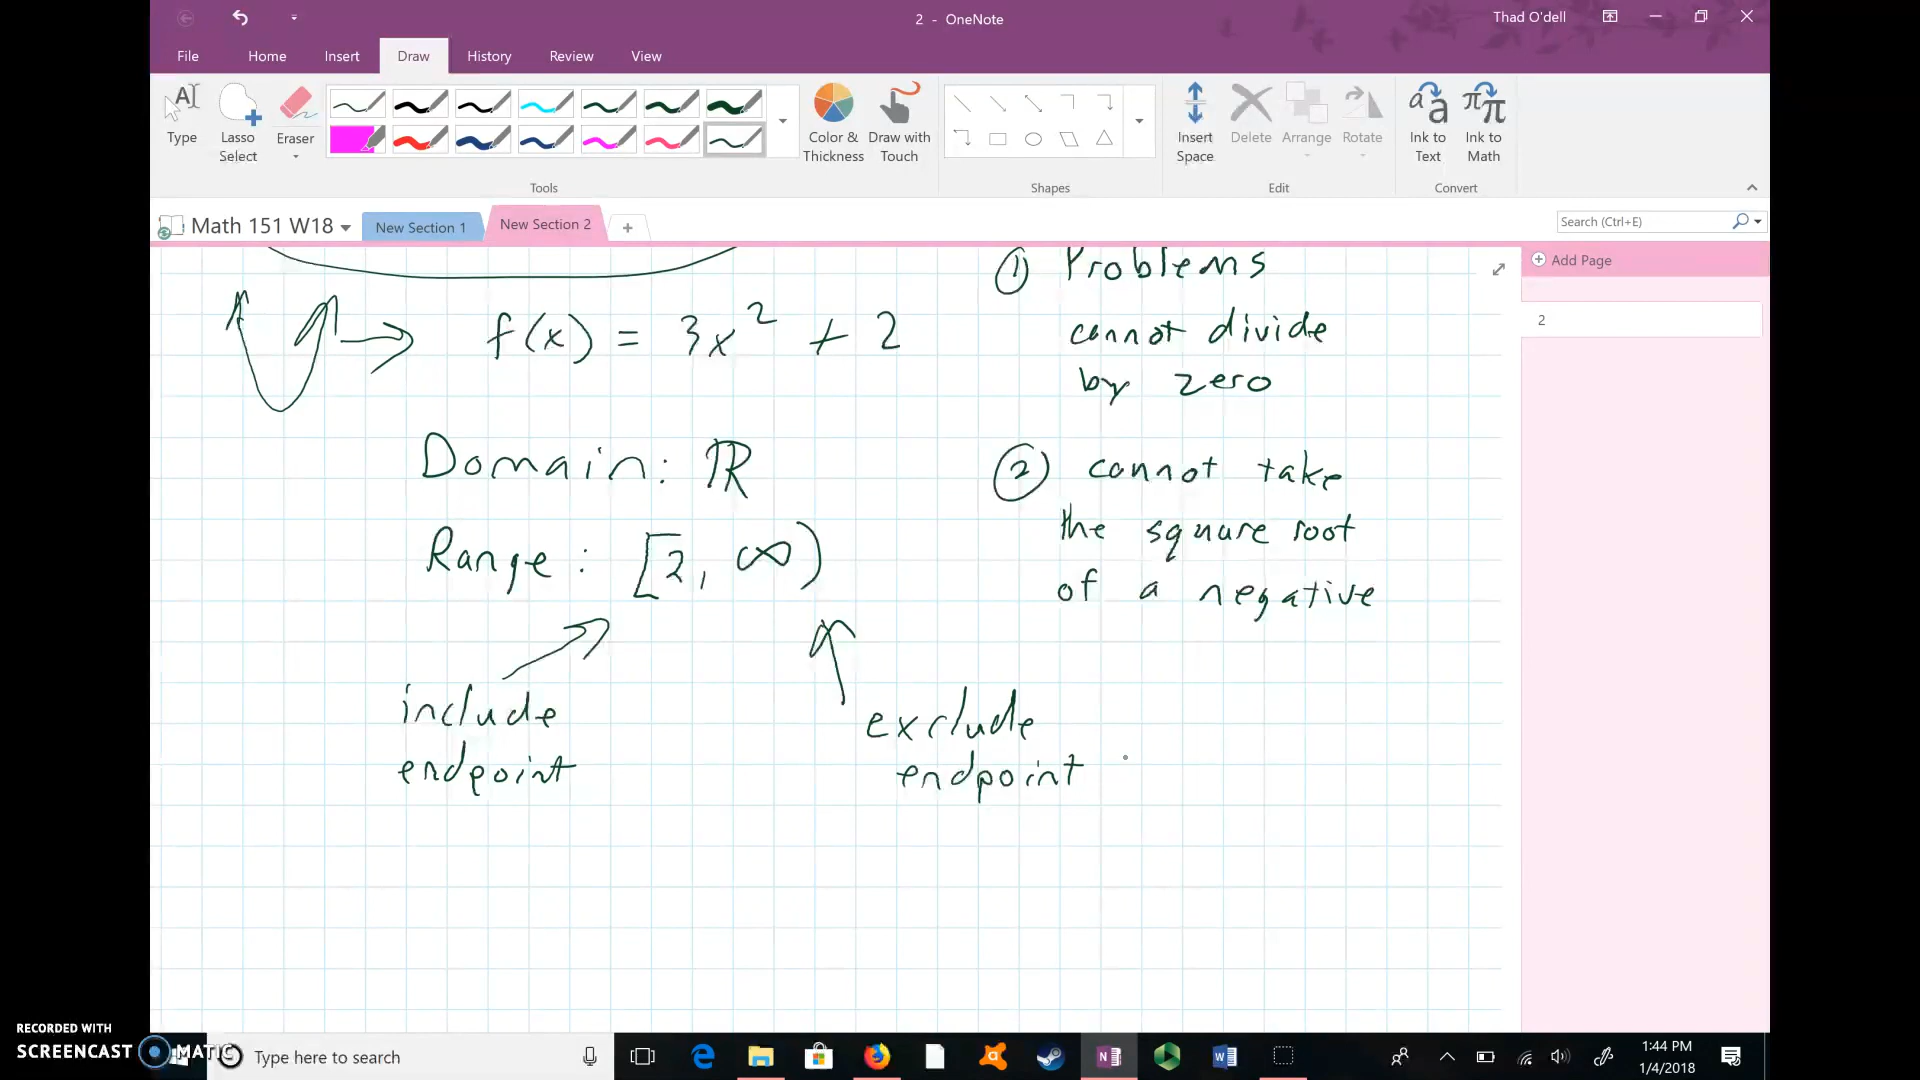 2 - OneNote
Thad O'dell
File Home Insert Draw History Review View
Type
Lasso Select
Eraser
Color & Thickness
Draw with Touch
Insert Space
Delete
Arrange
Rotate
Ink to Text
Ink to Math
Tools
Shapes
Edit
Convert
Math 151 W18
New Section 1
New Section 2
Search (Ctrl+E)
Add Page
2
f(x) = 3x² + 2
Domain: ℝ
Range: [2, ∞)
include
endpoint
exclude
endpoint
① Problems
cannot divide
by zero
② cannot take
the square root
of a negative
RECORDED WITH
SCREENCAST MATIC
Type here to search
1:44 PM
1/4/2018